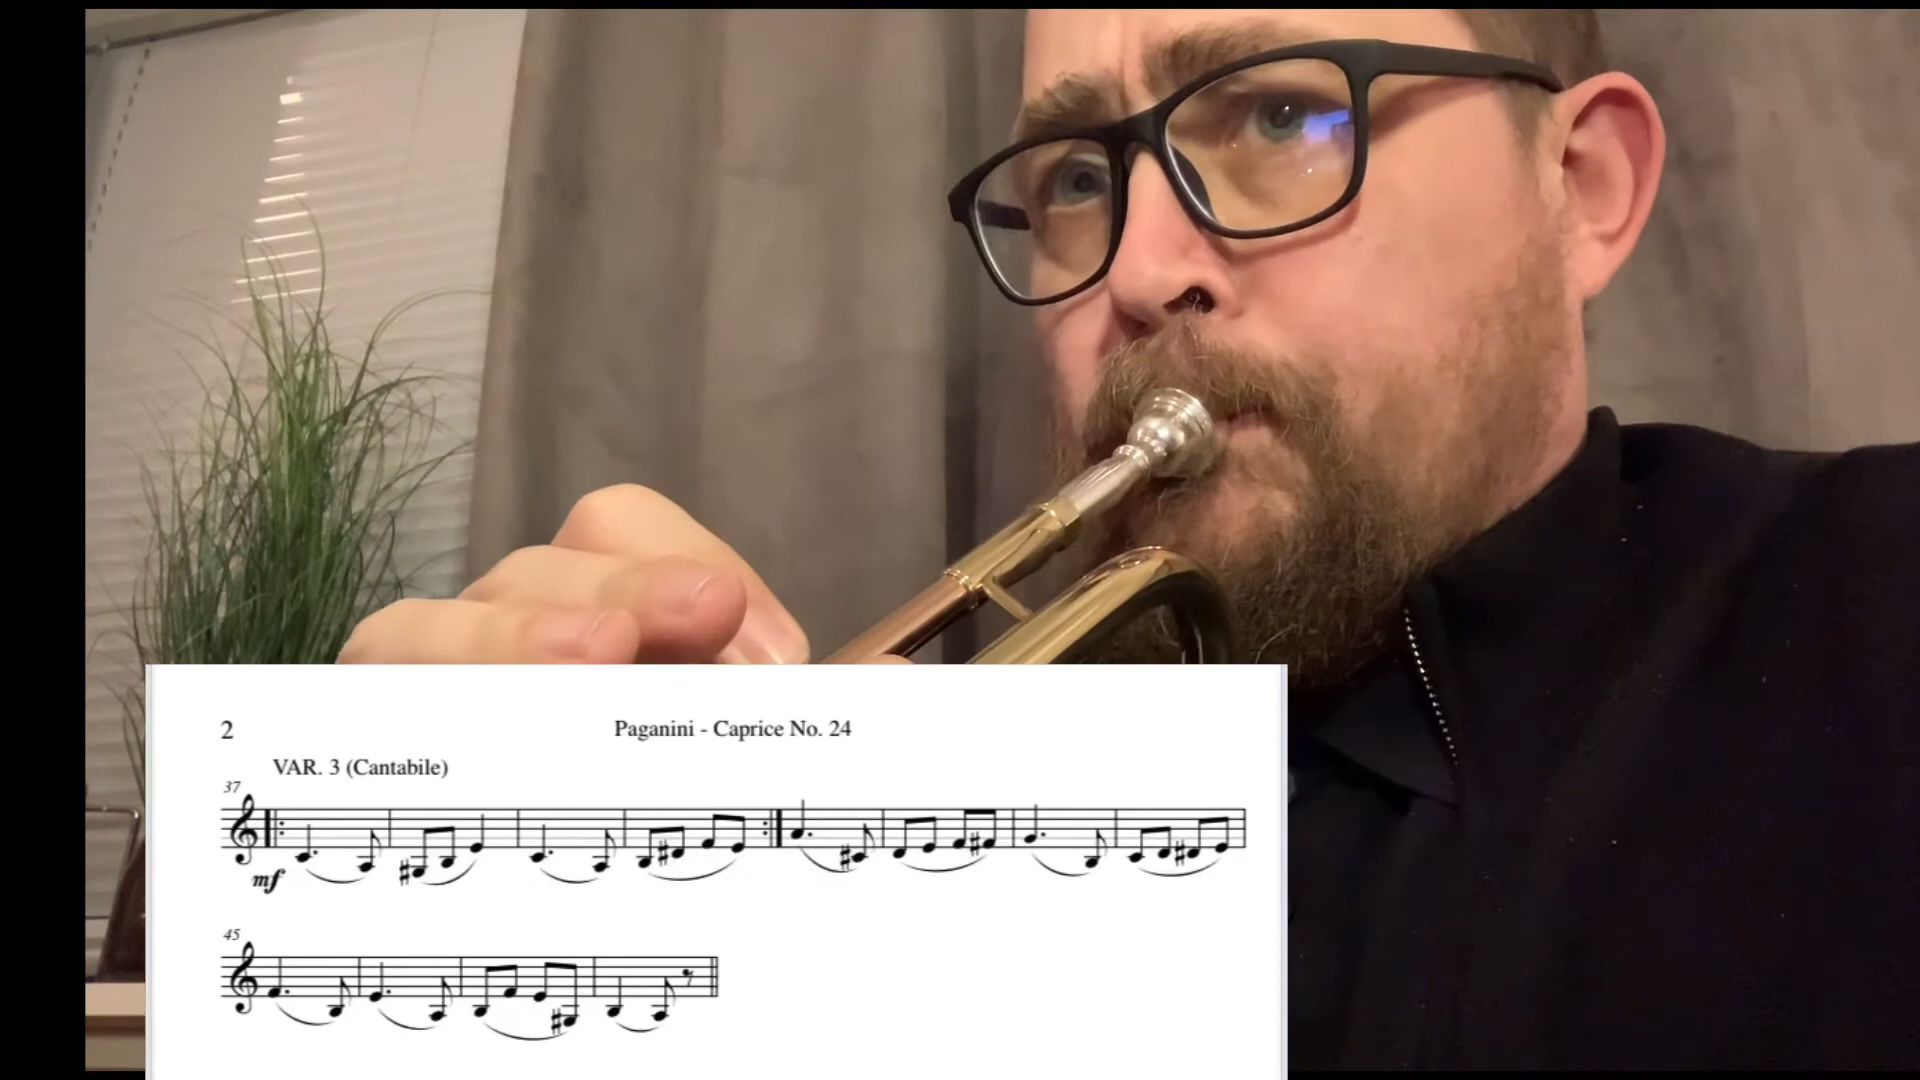 2
Paganini - Caprice No. 24
VAR. 3 (Cantabile)
37
mf
45